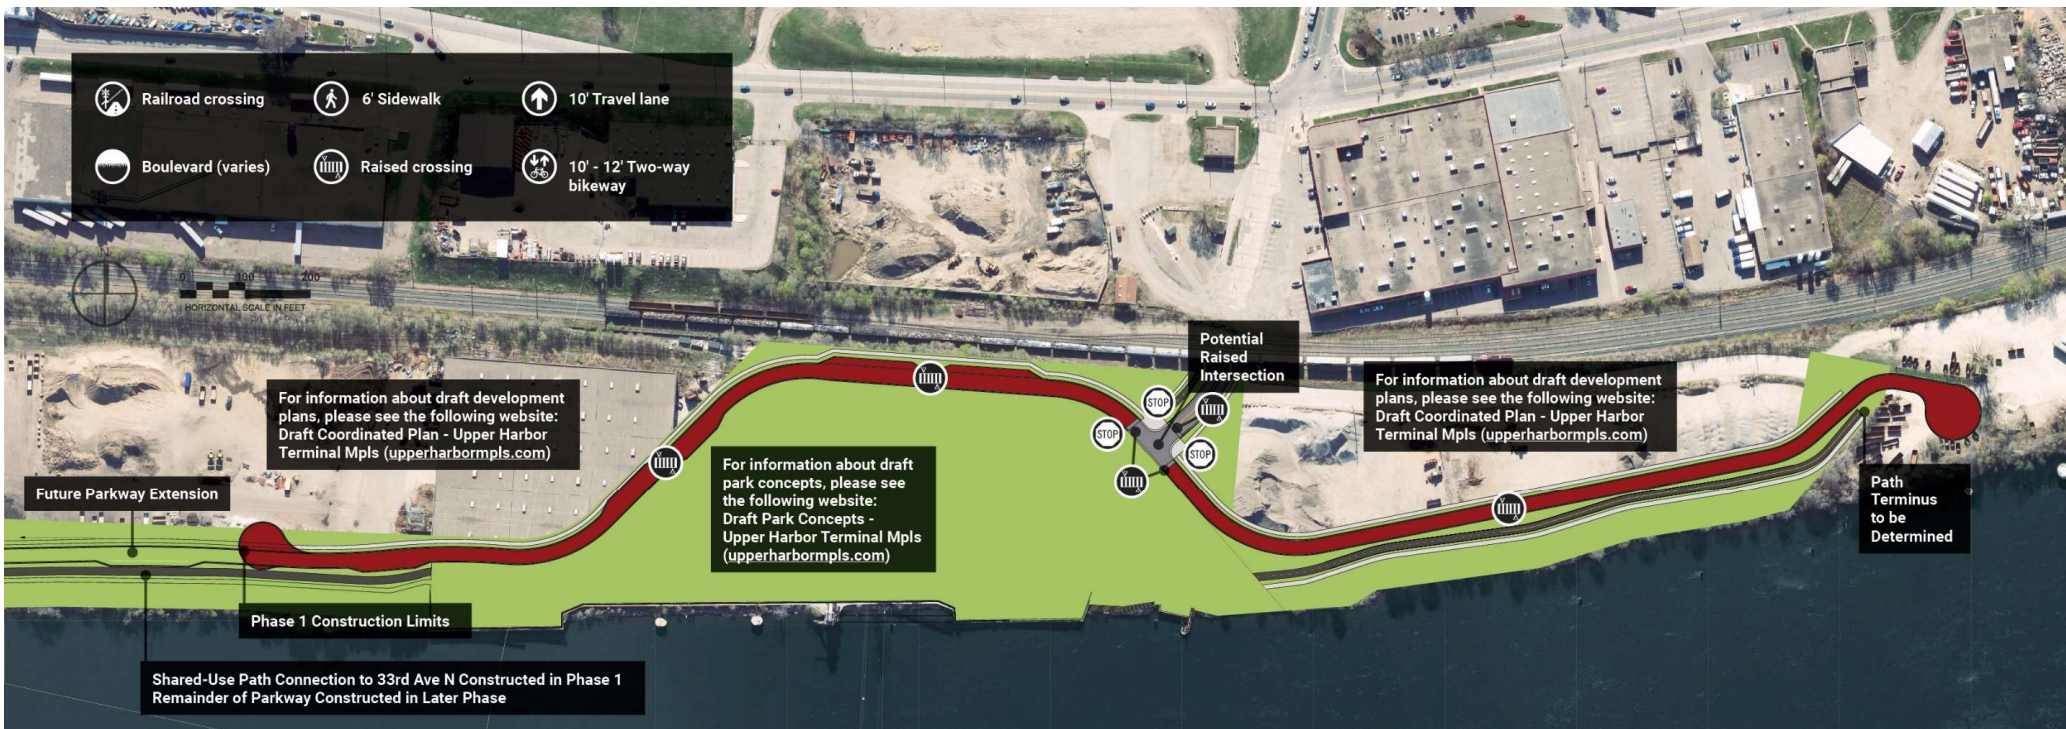 Railroad crossing
6' Sidewalk
10' Travel lane
Boulevard (varies)
Raised crossing
10' - 12' Two-way
bikeway
0 100 200
HORIZONTAL SCALE IN FEET
Potential
Raised
Intersection
For information about draft development
plans, please see the following website:
Draft Coordinated Plan - Upper Harbor
Terminal Mpls (upperharbormpls.com)
For information about draft development
plans, please see the following website:
Draft Coordinated Plan - Upper Harbor
Terminal Mpls (upperharbormpls.com)
STOP
STOP
STOP
For information about draft
park concepts, please see
the following website:
Draft Park Concepts -
Upper Harbor Terminal Mpls
(upperharbormpls.com)
Future Parkway Extension
Path
Terminus
to be
Determined
Phase 1 Construction Limits
Shared-Use Path Connection to 33rd Ave N Constructed in Phase 1
Remainder of Parkway Constructed in Later Phase